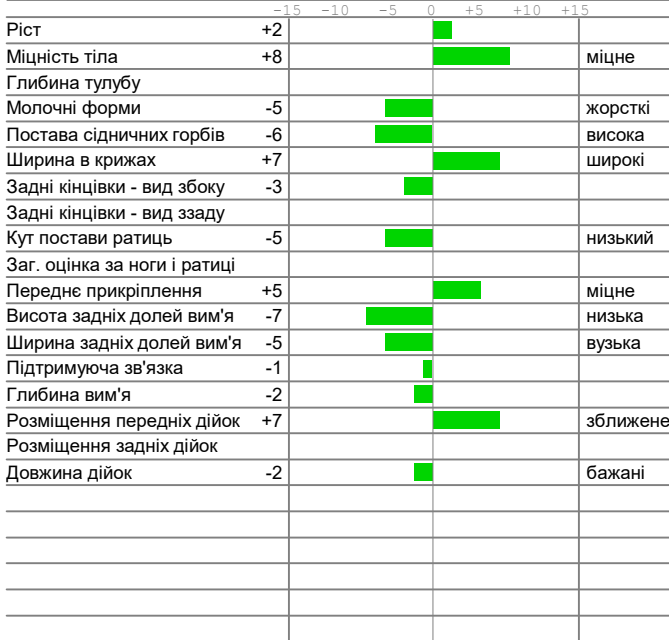 -15 -10 -5 0 +5 +10 +15
Ріст +2
Міцність тіла +8 міцне
Глибина тулубу
Молочні форми -5 жорсткі
Постава сідничних горбів -6 висока
Ширина в крижах +7 широкі
Задні кінцівки - вид збоку -3
Задні кінцівки - вид ззаду
Кут постави ратиць -5 низький
Заг. оцінка за ноги і ратиці
Переднє прикріплення +5 міцне
Висота задніх долей вим'я -7 низька
Ширина задніх долей вим'я -5 вузька
Підтримуюча зв'язка -1
Глибина вим'я -2
Розміщення передніх дійок +7 зближене
Розміщення задніх дійок
Довжина дійок -2 бажані